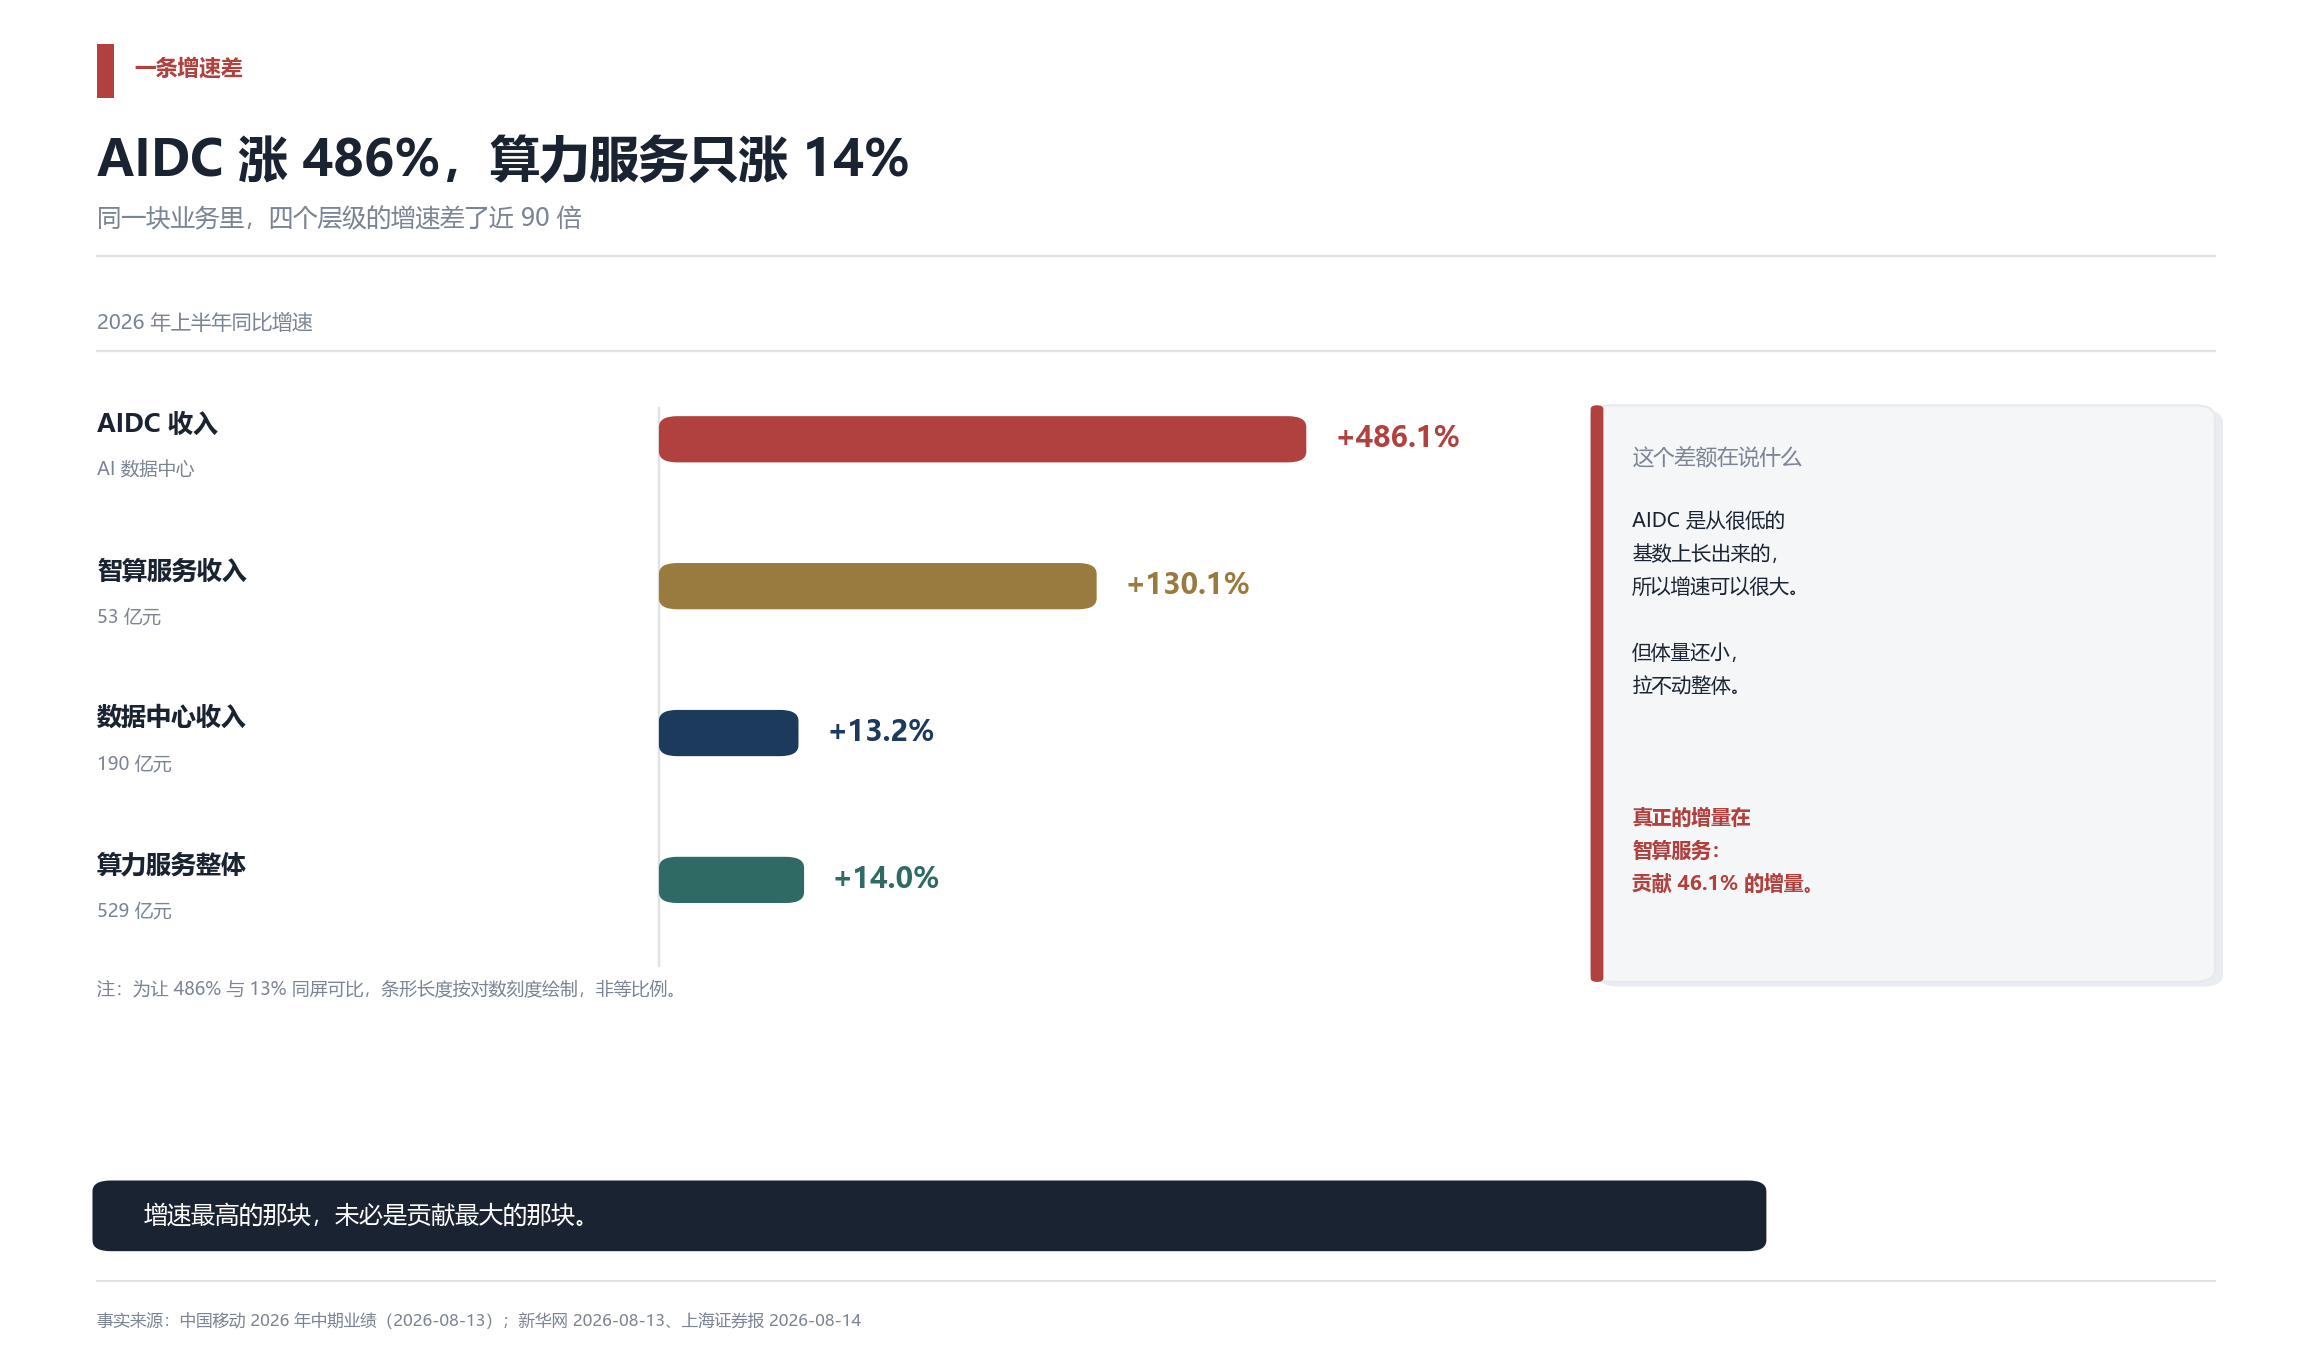 一条增速差
AIDC 涨 486%，算力服务只涨 14%
同一块业务里，四个层级的增速差了近 90 倍
2026 年上半年同比增速
AIDC 收入
AI 数据中心
+486.1%
智算服务收入
53 亿元
+130.1%
数据中心收入
190 亿元
+13.2%
算力服务整体
529 亿元
+14.0%
注：为让 486% 与 13% 同屏可比，条形长度按对数刻度绘制，非等比例。
这个差额在说什么
AIDC 是从很低的
基数上长出来的，
所以增速可以很大。
但体量还小，
拉不动整体。
真正的增量在
智算服务：
贡献 46.1% 的增量。
增速最高的那块，未必是贡献最大的那块。
事实来源：中国移动 2026 年中期业绩（2026-08-13）；新华网 2026-08-13、上海证券报 2026-08-14